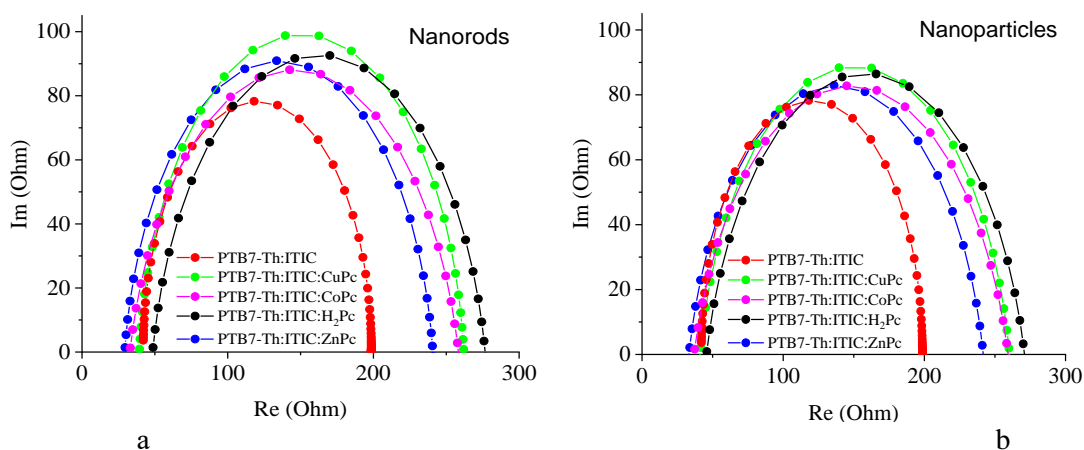 Nanorods
Im (Ohm)
100
80
60
40
20
0
PTB7-Th:ITIC
PTB7-Th:ITIC:CuPc
PTB7-Th:ITIC:CoPc
PTB7-Th:ITIC:H₂Pc
PTB7-Th:ITIC:ZnPc
0 100 200 300
Re (Ohm)
a
Nanoparticles
Im (Ohm)
100
80
60
40
20
0
PTB7-Th:ITIC
PTB7-Th:ITIC:CuPc
PTB7-Th:ITIC:CoPc
PTB7-Th:ITIC:H₂Pc
PTB7-Th:ITIC:ZnPc
0 100 200 300
Re (Ohm)
b